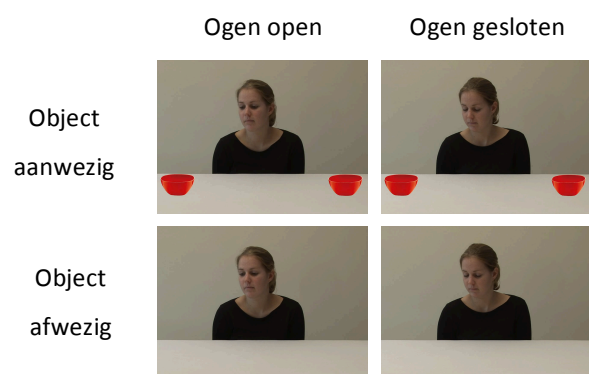 Ogen open
Ogen gesloten
Object
aanwezig
Object
afwezig